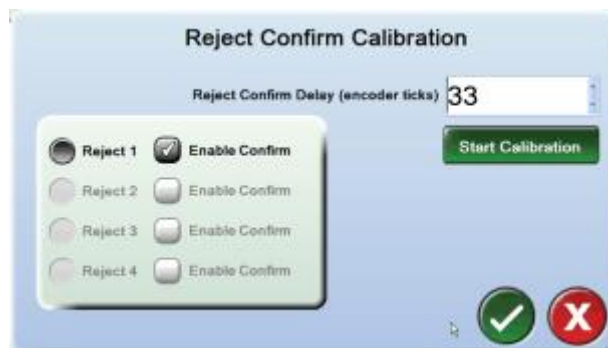 Reject Confirm Calibration
Reject Confirm Delay (encoder ticks) 33
Start Calibration
Reject 1 Enable Confirm
Reject 2 Enable Confirm
Reject 3 Enable Confirm
Reject 4 Enable Confirm
X